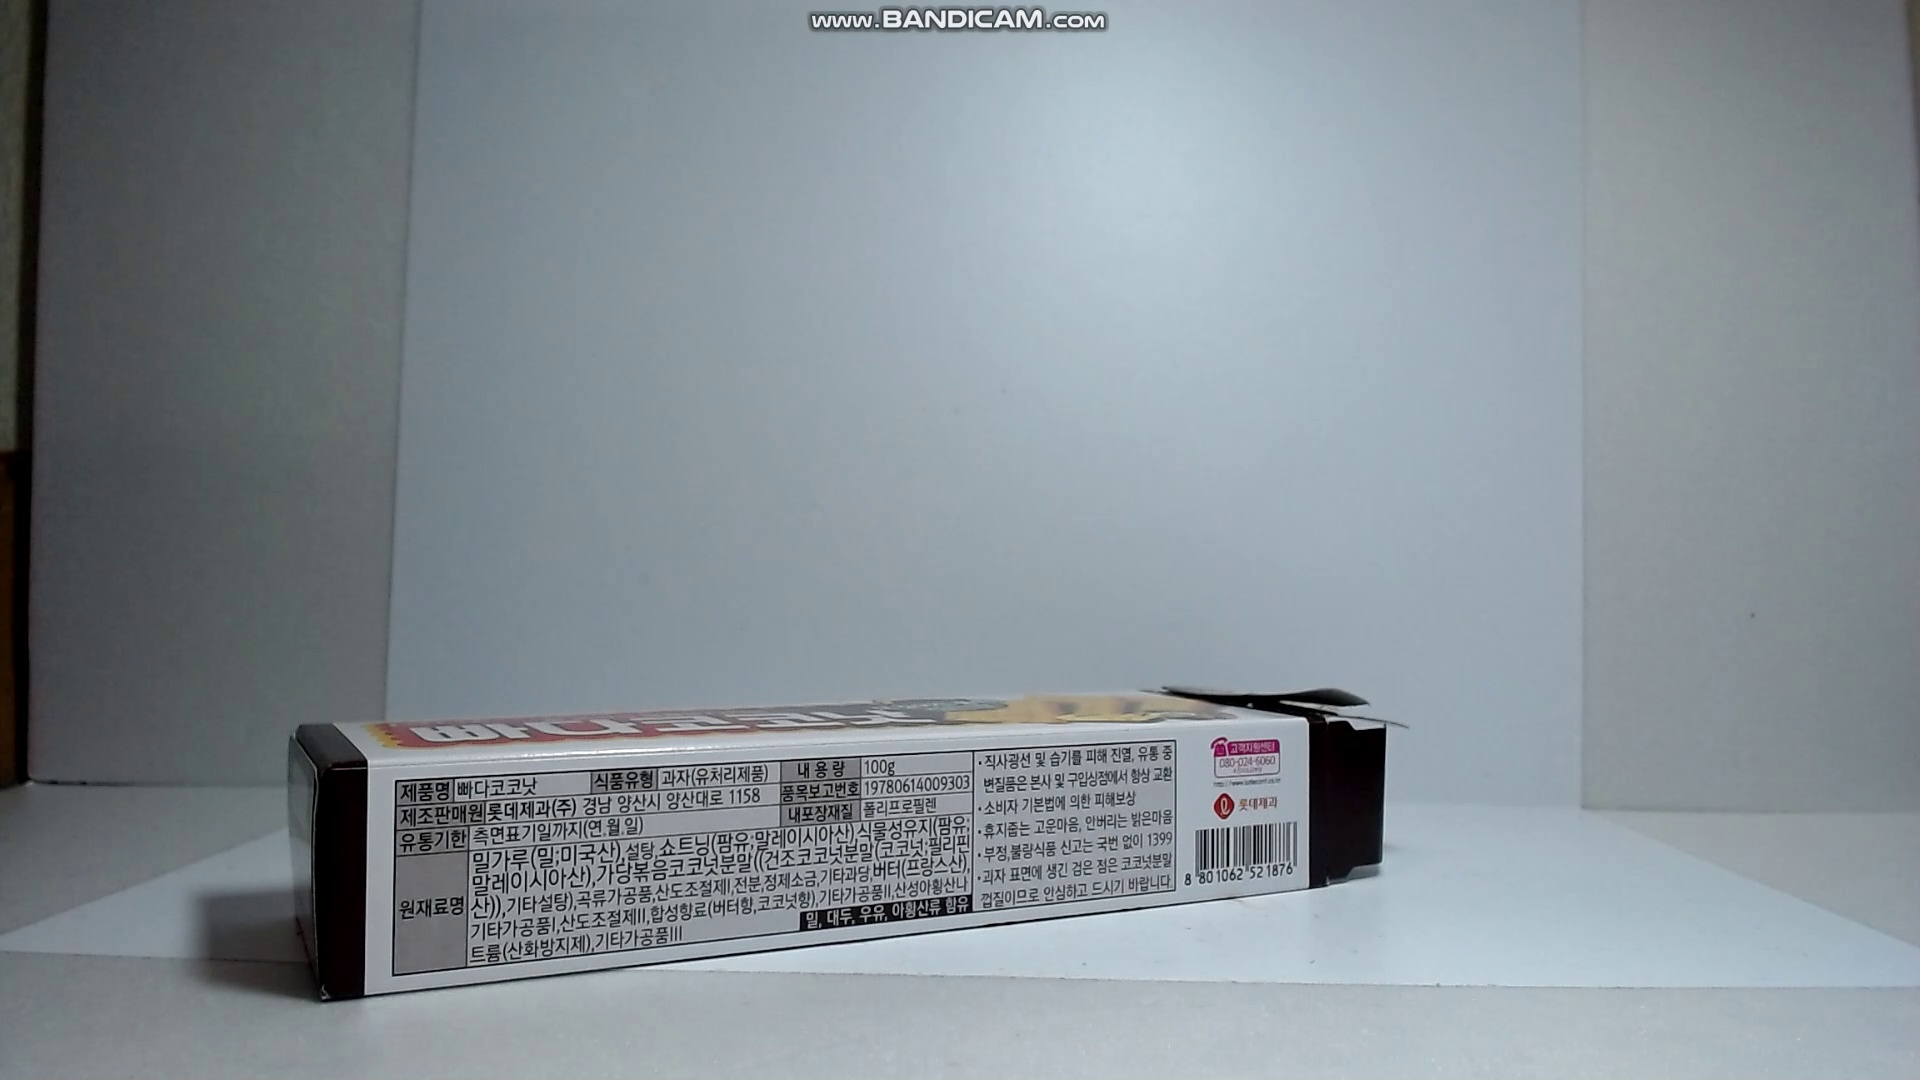 www.BANDICAM.com
빠다코코낫
제품명 빠다코코낫 식품유형 과자(유처리제품) 내 용 량 100g
제조판매원 롯데제과(주) 경남 양산시 양산대로 1158 품목보고번호 19780614009303
유통기한 측면표기일까지(연.월.일) 내포장재질 폴리프로필렌
원재료명
밀가루(밀;미국산),설탕,쇼트닝(팜유;말레이시아산),식물성유지(팜유;
말레이시아산),가당볶음코코넛분말((건조코코넛분말(코코넛;필리핀
산)),기타설탕),곡류가공품,산도조절제I,전분,정제소금,기타과당,버터(프랑스산),
기타가공품I,산도조절제II,합성향료(버터향,코코넛향),기타가공품II,산성아황산나
트륨(산화방지제),기타가공품III
밀, 대두, 우유, 아황산류 함유
•직사광선 및 습기를 피해 진열, 유통 중
변질품은 본사 및 구입상점에서 항상 교환
•소비자 기본법에 의한 피해보상
•휴지줍는 고운마음, 안버리는 밝은마음
•부정,불량식품 신고는 국번 없이 1399
•과자 표면에 생긴 검은 점은 코코넛분말
껍질이므로 안심하고 드시기 바랍니다.
고객지원센터
080-024-6060
롯데제과
8 801062 521876